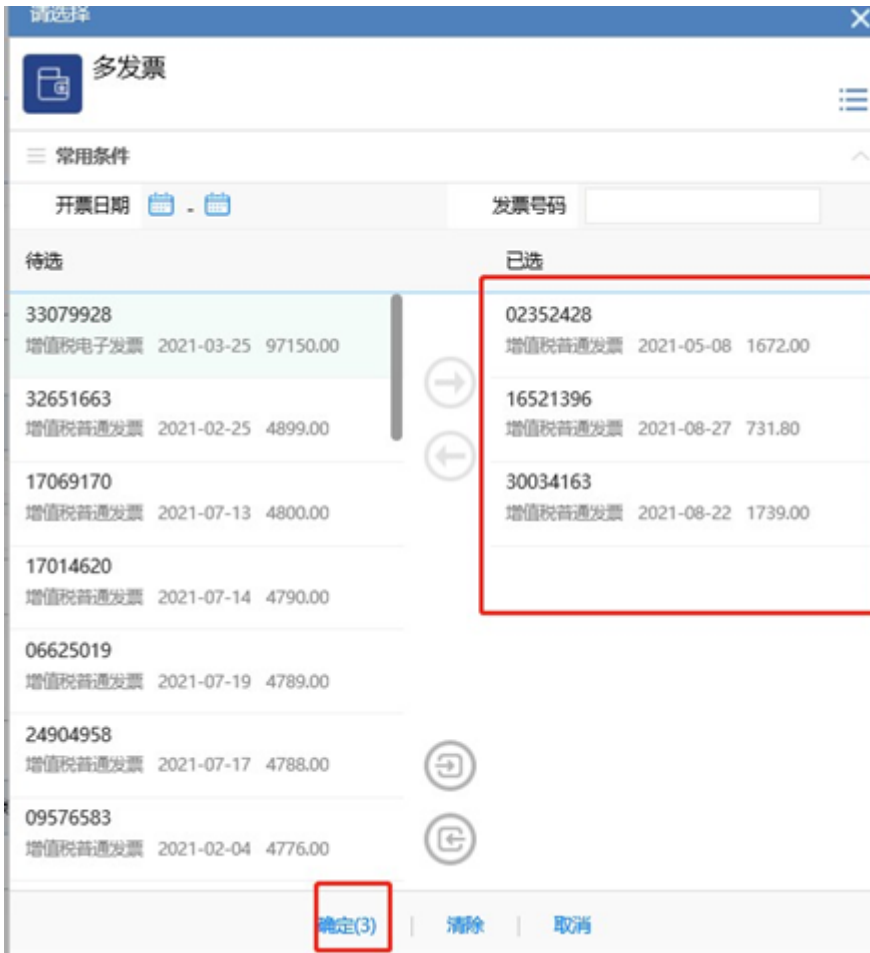 请选择
多发票
常用条件
开票日期 - 发票号码
待选 已选
33079928
增值税电子发票 2021-03-25 97150.00
32651663
增值税普通发票 2021-02-25 4899.00
17069170
增值税普通发票 2021-07-13 4800.00
17014620
增值税普通发票 2021-07-14 4790.00
06625019
增值税普通发票 2021-07-19 4789.00
24904958
增值税普通发票 2021-07-17 4788.00
09576583
增值税普通发票 2021-02-04 4776.00
02352428
增值税普通发票 2021-05-08 1672.00
16521396
增值税普通发票 2021-08-27 731.80
30034163
增值税普通发票 2021-08-22 1739.00
确定(3) | 清除 | 取消